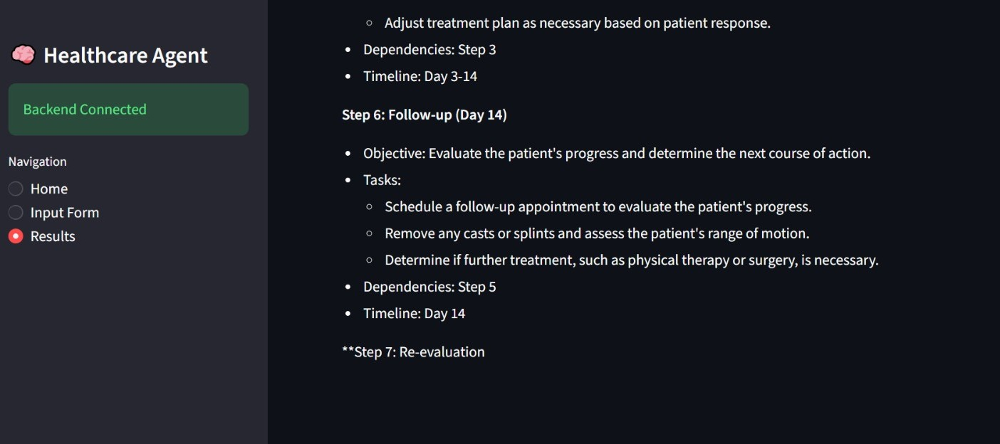 Healthcare Agent
Backend Connected
Navigation
Home
Input Form
Results
Adjust treatment plan as necessary based on patient response.
Dependencies: Step 3
Timeline: Day 3-14
Step 6: Follow-up (Day 14)
Objective: Evaluate the patient's progress and determine the next course of action.
Tasks:
Schedule a follow-up appointment to evaluate the patient's progress.
Remove any casts or splints and assess the patient's range of motion.
Determine if further treatment, such as physical therapy or surgery, is necessary.
Dependencies: Step 5
Timeline: Day 14
**Step 7: Re-evaluation